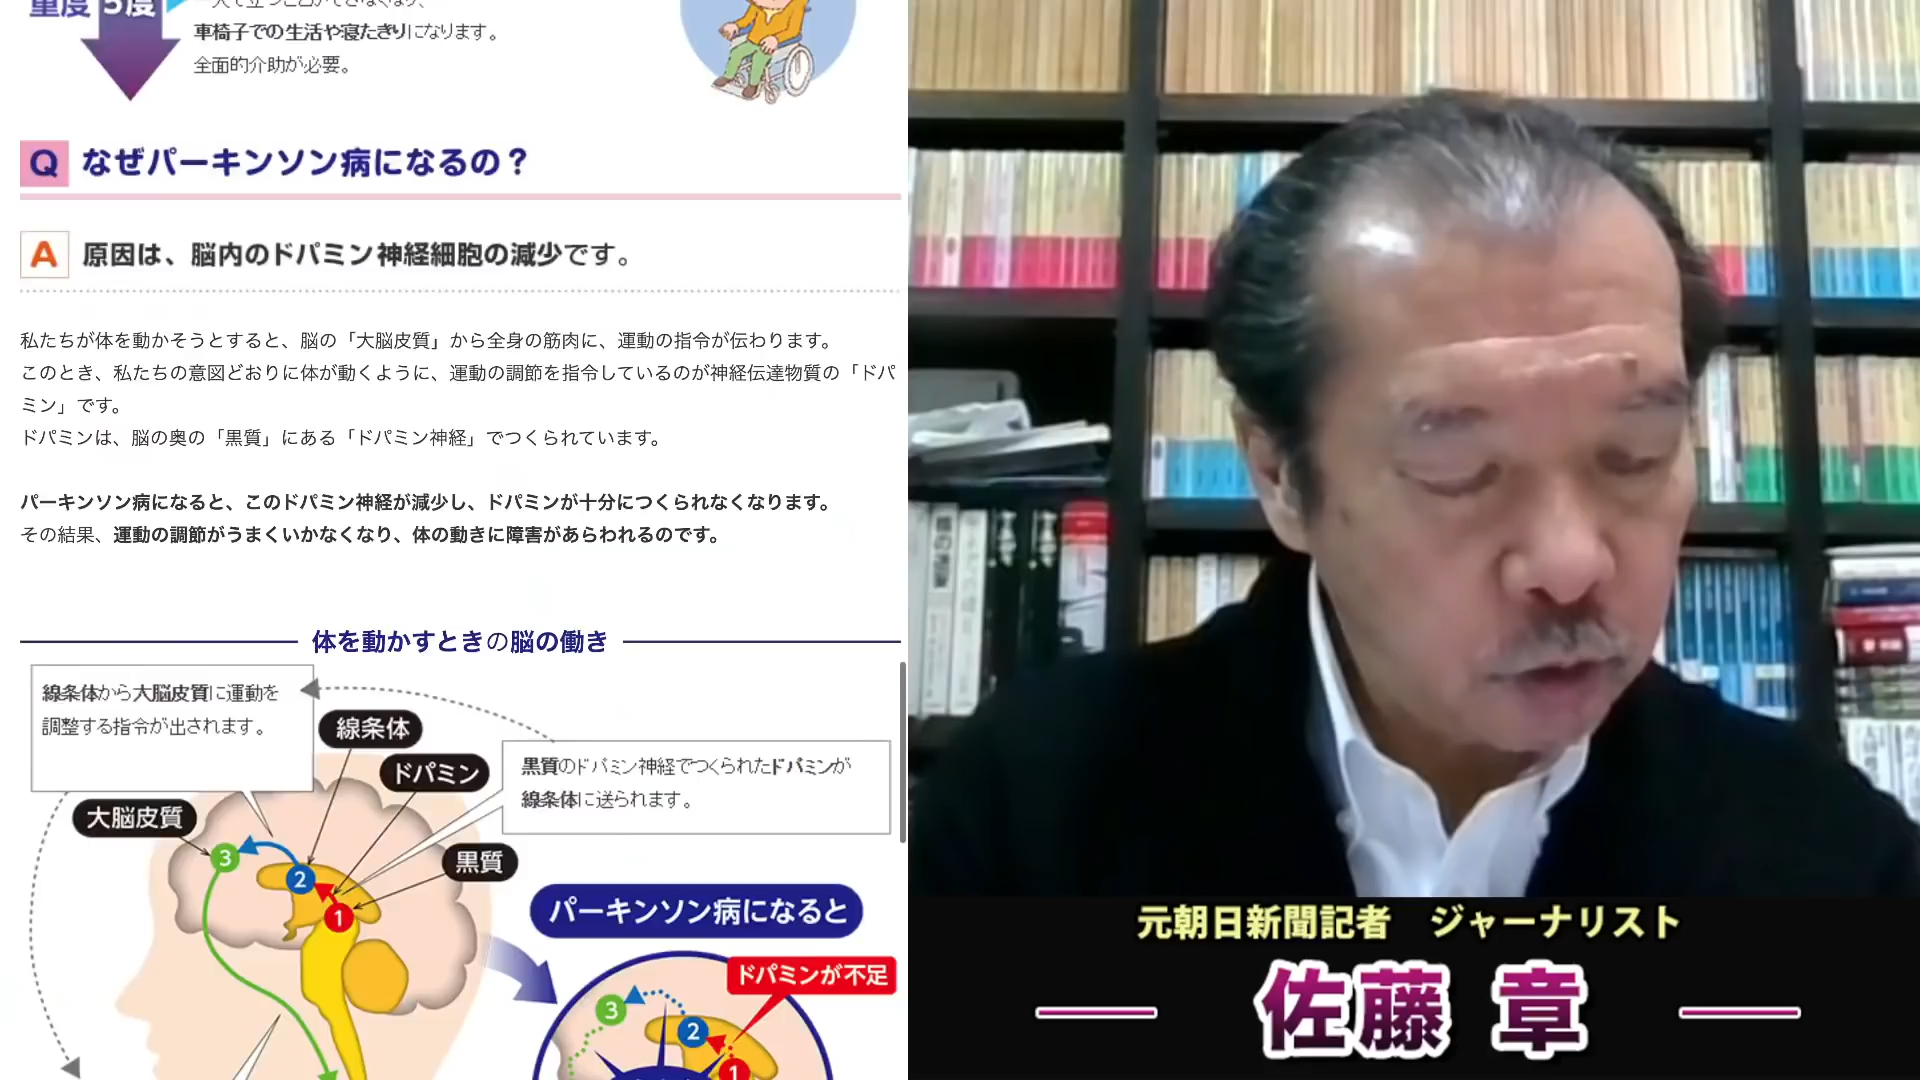 重度 5度
車椅子での生活や寝たきりになります。
全面的介助が必要。
Q なぜパーキンソン病になるの？
A 原因は、脳内のドパミン神経細胞の減少です。
私たちが体を動かそうとすると、脳の「大脳皮質」から全身の筋肉に、運動の指令が伝わります。
このとき、私たちの意図どおりに体が動くように、運動の調節を指令しているのが神経伝達物質の「ドパ
ミン」です。
ドパミンは、脳の奥の「黒質」にある「ドパミン神経」でつくられています。
パーキンソン病になると、このドパミン神経が減少し、ドパミンが十分につくられなくなります。
その結果、運動の調節がうまくいかなくなり、体の動きに障害があらわれるのです。
体を動かすときの脳の働き
線条体から大脳皮質に運動を
調整する指令が出されます。
線条体
ドパミン
黒質のドパミン神経でつくられたドパミンが
線条体に送られます。
大脳皮質
黒質
3
2
1
パーキンソン病になると
ドパミンが不足
3
2
1
元朝日新聞記者 ジャーナリスト
佐藤 章